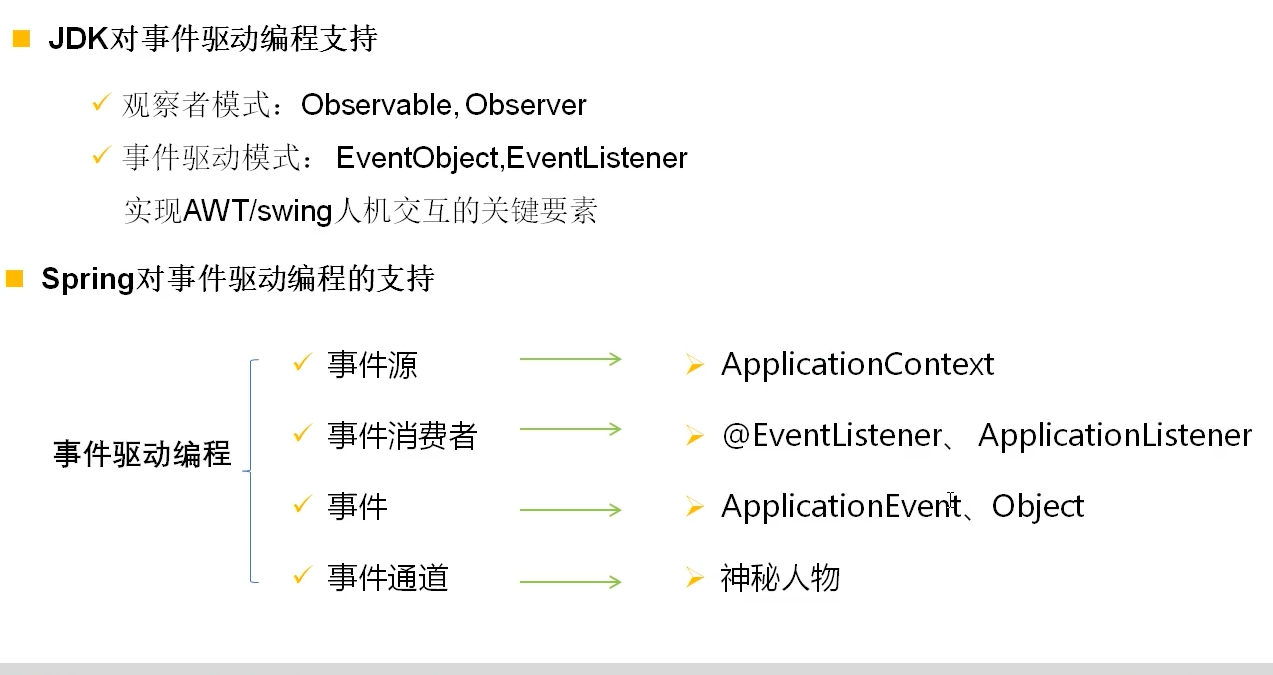 JDK对事件驱动编程支持
观察者模式：Observable, Observer
事件驱动模式： EventObject,EventListener
实现AWT/swing人机交互的关键要素
Spring对事件驱动编程的支持
事件源 ApplicationContext
事件消费者 @EventListener、 ApplicationListener
事件驱动编程
事件 ApplicationEvent、Object
事件通道 神秘人物